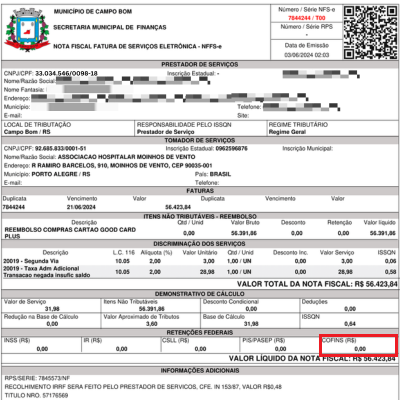 MUNICÍPIO DE CAMPO BOM
SECRETARIA MUNICIPAL DE FINANÇAS
NOTA FISCAL FATURA DE SERVIÇOS ELETRÔNICA - NFFS-e
Número / Série NFS-e
7844244 / T00
Número / Série RPS
-
Data de Emissão
03/06/2024 02:03
PRESTADOR DE SERVIÇOS
CNPJ/CPF: 33.034.546/0098-18 Inscrição Estadual: -
Nome/Razão Social:
Nome Fantasia:
Endereço:
Município: Telefone:
E-mail: Site:
LOCAL DE TRIBUTAÇÃO RESPONSABILIDADE PELO ISSQN REGIME TRIBUTÁRIO
Campo Bom / RS Prestador de Serviço Regime Geral
TOMADOR DE SERVIÇOS
CNPJ/CPF: 92.685.833/0001-51 Inscrição Estadual: 0962596876
Nome/Razão Social: ASSOCIACAO HOSPITALAR MOINHOS DE VENTO
Endereço: R RAMIRO BARCELOS, 910, MOINHOS DE VENTO, CEP 90035-001
Município: PORTO ALEGRE / RS País: BRASIL
E-mail: Telefone:
FATURAS
Duplicata Vencimento Valor Duplicata Vencimento Valor
7844244 21/06/2024 56.423,84
ITENS NÃO TRIBUTÁVEIS - REEMBOLSO
Descrição Qtd / Unid Valor Bruto Desconto Retenção Valor líquido
REEMBOLSO COMPRAS CARTAO GOOD CARD PLUS 0,00 56.391,86 0,00 0,00 56.391,86
DISCRIMINAÇÃO DOS SERVIÇOS
Descrição L.C. 116 Alíquota (%) Valor Unitário Qtd / Unid Desconto Inc. Valor Serviço ISSQN
20019 - Segunda Via 10.05 2,00 3,00 1,00 / UN 0,00 3,00 0,06
20019 - Taxa Adm Adicional Transacao negada insufic saldo 10.05 2,00 28,98 1,00 / UN 0,00 28,98 0,58
VALOR TOTAL DA NOTA FISCAL: R$ 56.423,84
DEMONSTRATIVO DE CÁLCULO
Valor de Serviço Itens Não Tributáveis Desconto Condicional Deduções
31,98 56.391,86 0,00 0,00
Redução na Base de Cálculo Valor Aproximado de Tributos Base de Cálculo ISSQN
0,00 3,60 31,98 0,64
RETENÇÕES FEDERAIS
INSS (R$) IR (R$) CSLL (R$) PIS/PASEP (R$) COFINS (R$)
0,00 0,00 0,00 0,00 0,00
VALOR LÍQUIDO DA NOTA FISCAL: R$ 56.423,84
INFORMAÇÕES ADICIONAIS
RPS/SERIE: 7845573/NF
RECOLHIMENTO IRRF SERA FEITO PELO PRESTADOR DE SERVICOS, CFE. IN 153/87, VALOR R$0,48
TITULO NRO. 57176569